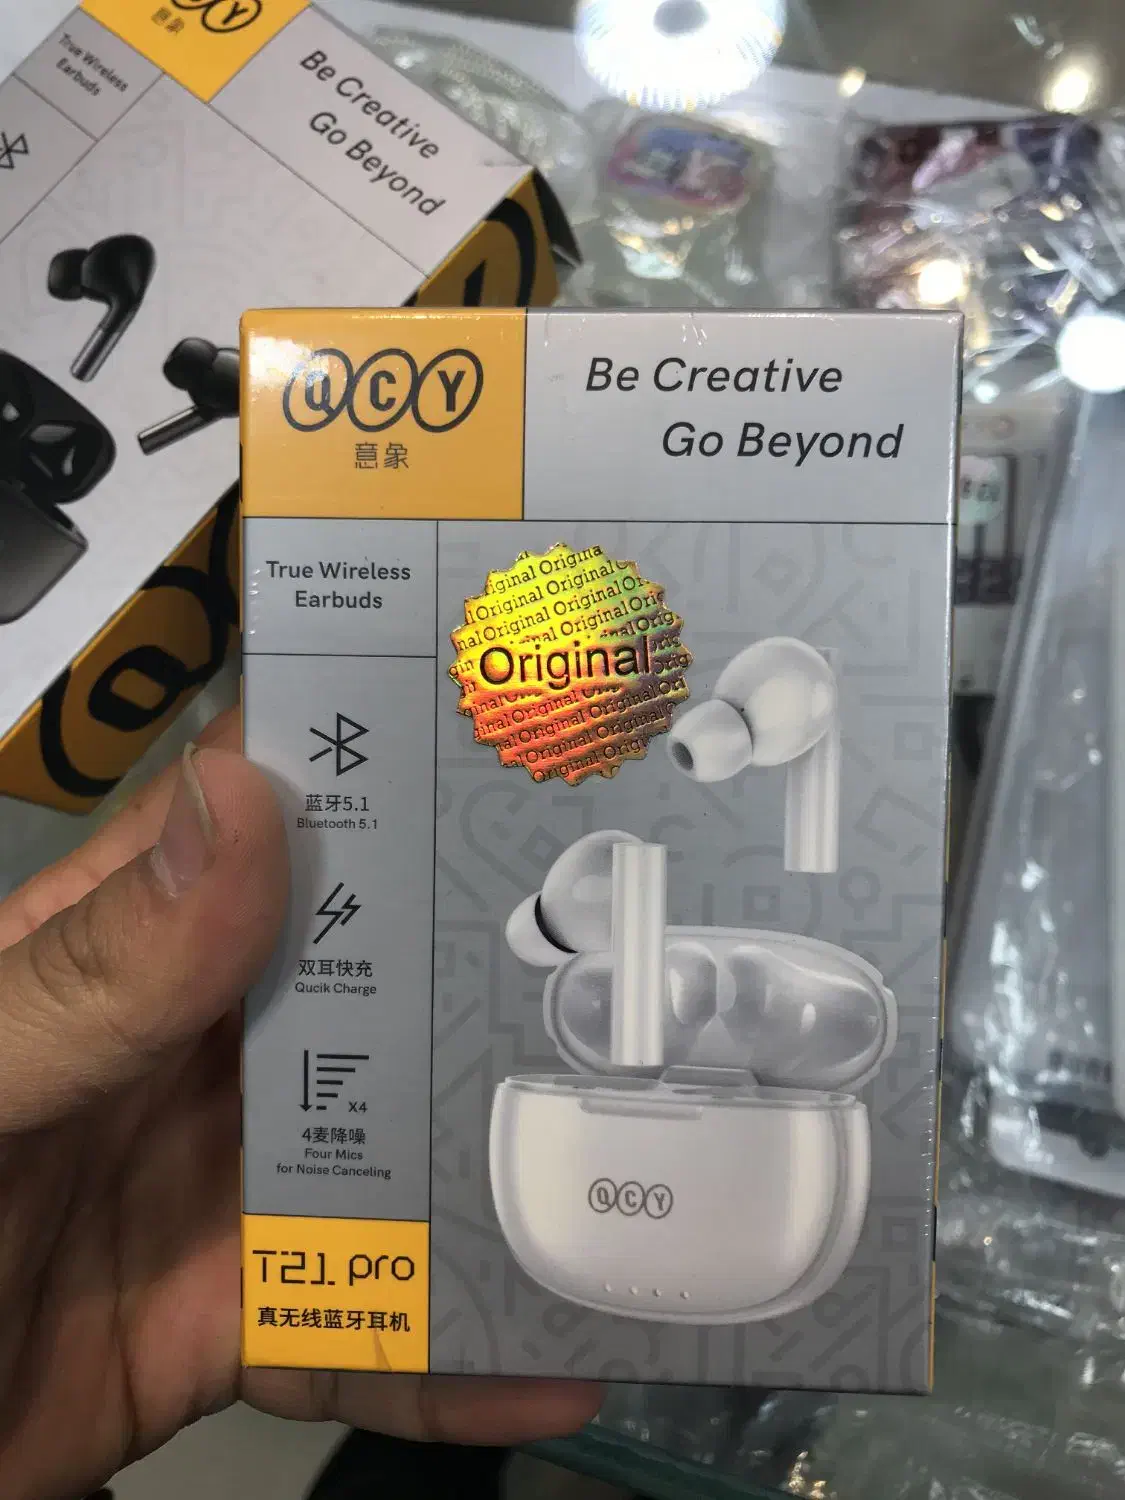 意象
True Wireless
Earbuds
Be Creative
Go Beyond
QCY
意象
Be Creative
Go Beyond
True Wireless
Earbuds
Original
蓝牙5.1
Bluetooth 5.1
双耳快充
Qucik Charge
X4
4麦降噪
Four Mics
for Noise Canceling
T21 pro
真无线蓝牙耳机
QCY